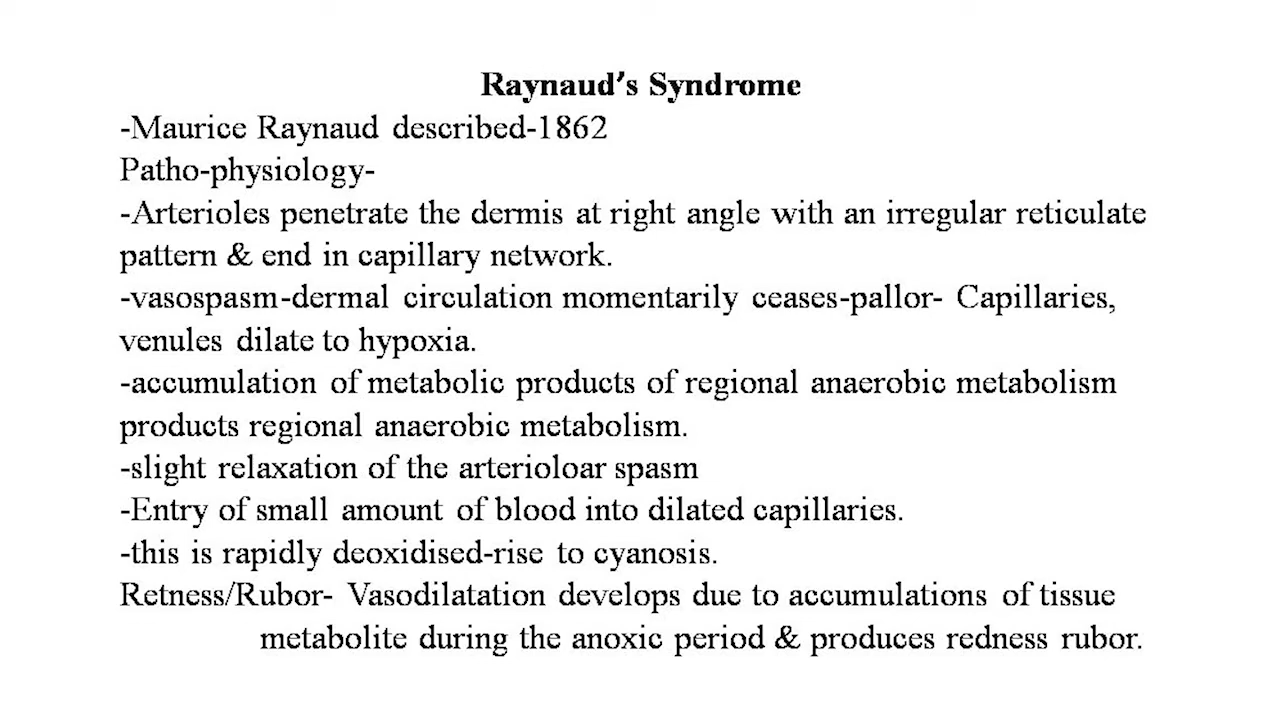 Raynaud's Syndrome
-Maurice Raynaud described-1862
Patho-physiology-
-Arterioles penetrate the dermis at right angle with an irregular reticulate
pattern & end in capillary network.
-vasospasm-dermal circulation momentarily ceases-pallor- Capillaries,
venules dilate to hypoxia.
-accumulation of metabolic products of regional anaerobic metabolism
products regional anaerobic metabolism.
-slight relaxation of the arterioloar spasm
-Entry of small amount of blood into dilated capillaries.
-this is rapidly deoxidised-rise to cyanosis.
Retness/Rubor- Vasodilatation develops due to accumulations of tissue
metabolite during the anoxic period & produces redness rubor.